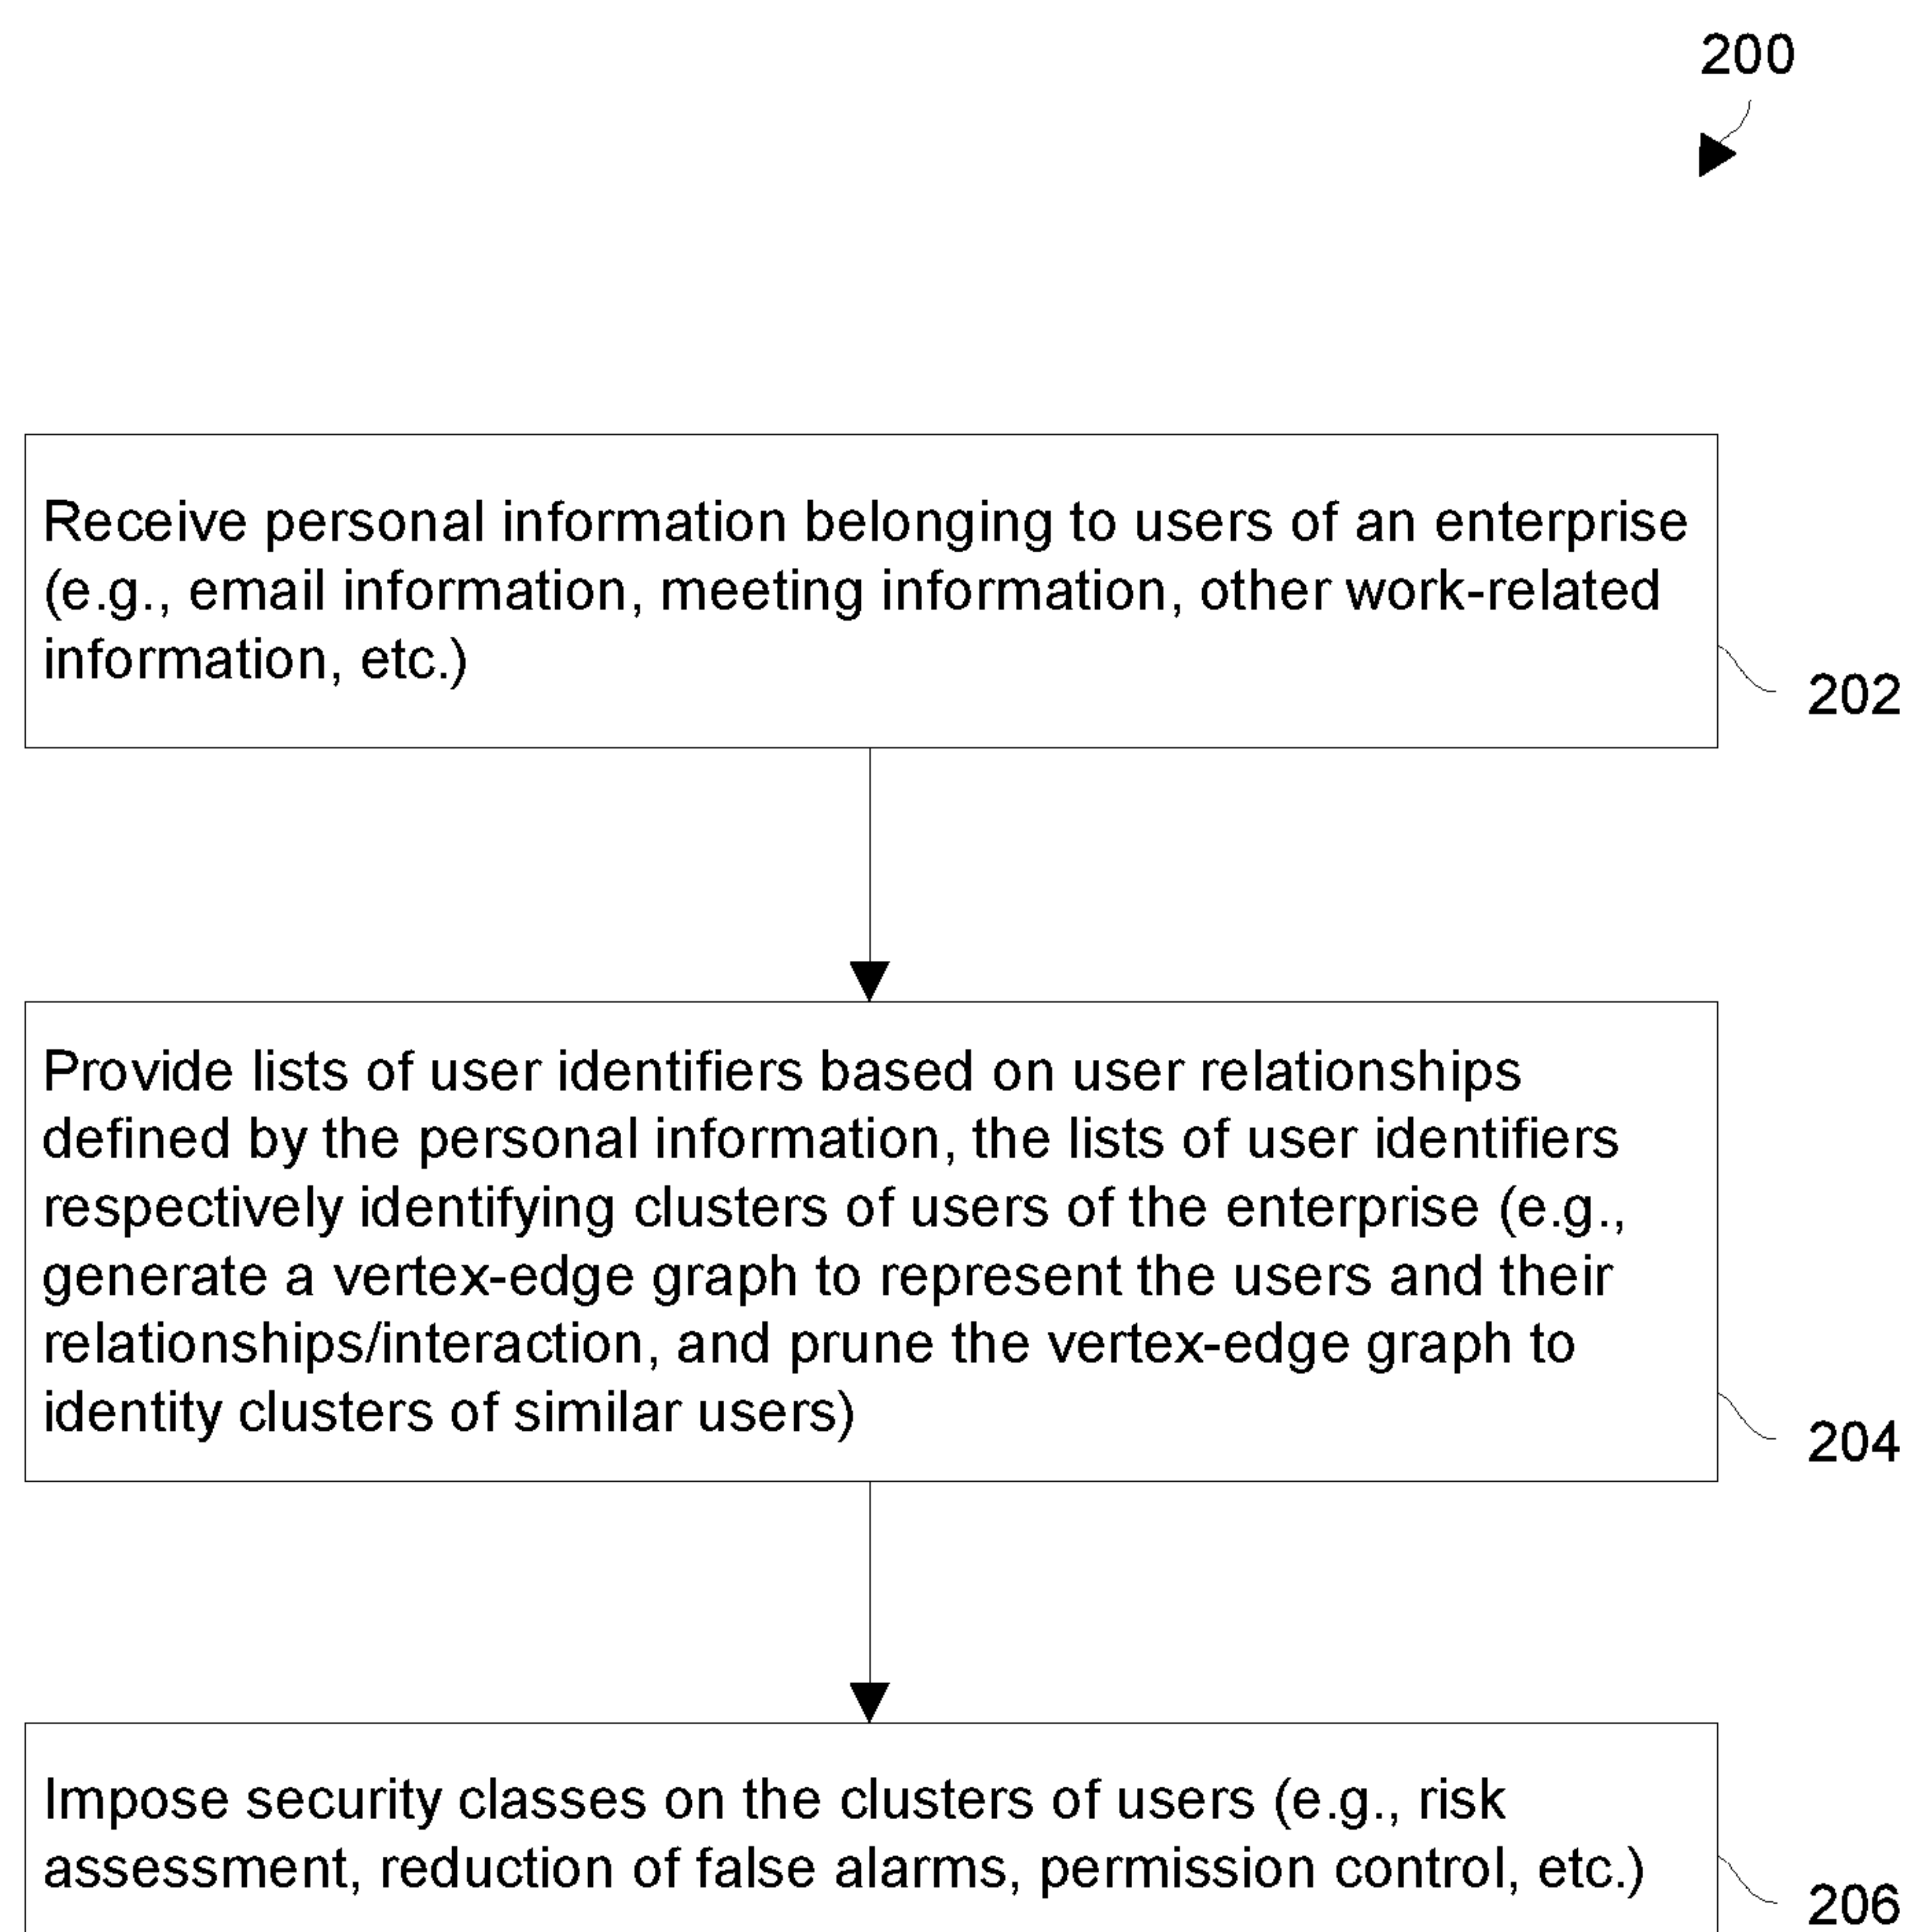 200
Receive personal information belonging to users of an enterprise
(e.g., email information, meeting information, other work-related
information, etc.)
202
Provide lists of user identifiers based on user relationships
defined by the personal information, the lists of user identifiers
respectively identifying clusters of users of the enterprise (e.g.,
generate a vertex-edge graph to represent the users and their
relationships/interaction, and prune the vertex-edge graph to
identity clusters of similar users)
204
Impose security classes on the clusters of users (e.g., risk
assessment, reduction of false alarms, permission control, etc.)
206